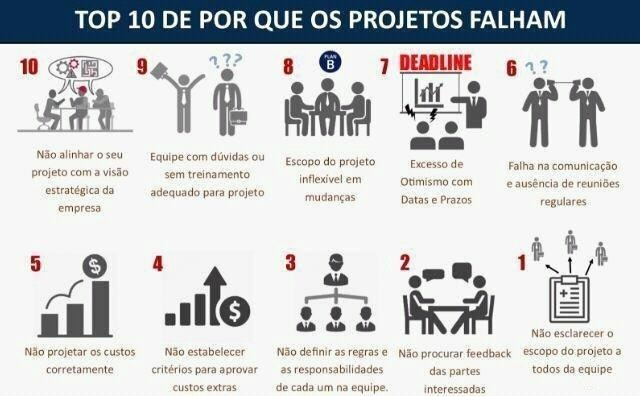 TOP 10 DE POR QUE OS PROJETOS FALHAM
10
Não alinhar o seu
projeto com a visão
estratégica da
empresa
9
???
Equipe com dúvidas ou
sem treinamento
adequado para projeto
8
PLAN
B
Escopo do projeto
inflexível em
mudanças
7
DEADLINE
Excesso de
Otimismo com
Datas e Prazos
6
??
Falha na comunicação
e ausência de reuniões
regulares
5
$
Não projetar os custos
corretamente
4
$
Não estabelecer
critérios para aprovar
custos extras
3
Não definir as regras e
as responsabilidades
de cada um na equipe.
2
Não procurar feedback
das partes
interessadas
1
Não esclarecer o
escopo do projeto a
todos da equipe